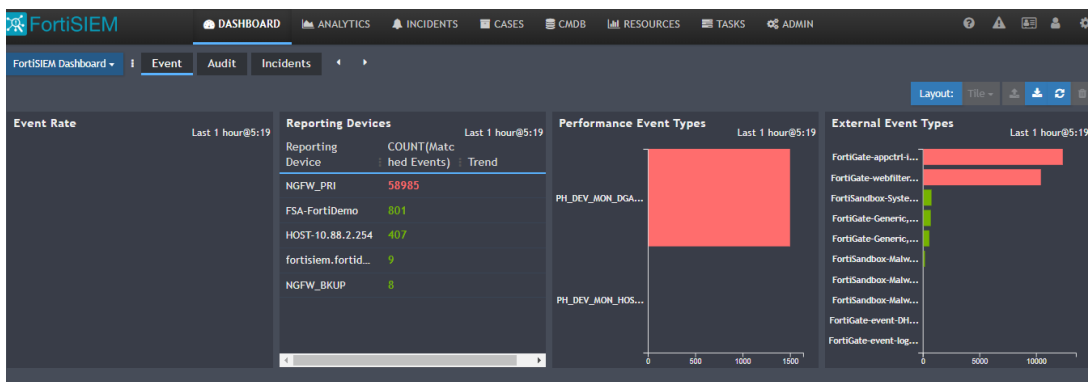 FortiSIEM
DASHBOARD ANALYTICS INCIDENTS CASES CMDB RESOURCES TASKS ADMIN
FortiSIEM Dashboard Event Audit Incidents
Layout: Tile
Event Rate
Last 1 hour@5:19
Reporting Devices
Last 1 hour@5:19
Reporting Device COUNT(Matc
hed Events) Trend
NGFW_PRI 58985
FSA-FortiDemo 801
HOST-10.88.2.254 407
fortisiem.fortid... 9
NGFW_BKUP 8
Performance Event Types
Last 1 hour@5:19
PH_DEV_MON_DGA...
PH_DEV_MON_HOS...
0 500 1000 1500
External Event Types
Last 1 hour@5:19
FortiGate-appctrl-i...
FortiGate-webfilter...
FortiSandbox-Syste...
FortiGate-Generic,...
FortiGate-Generic,...
FortiSandbox-Malw...
FortiSandbox-Malw...
FortiSandbox-Malw...
FortiGate-event-DH...
FortiGate-event-log...
0 5000 10000